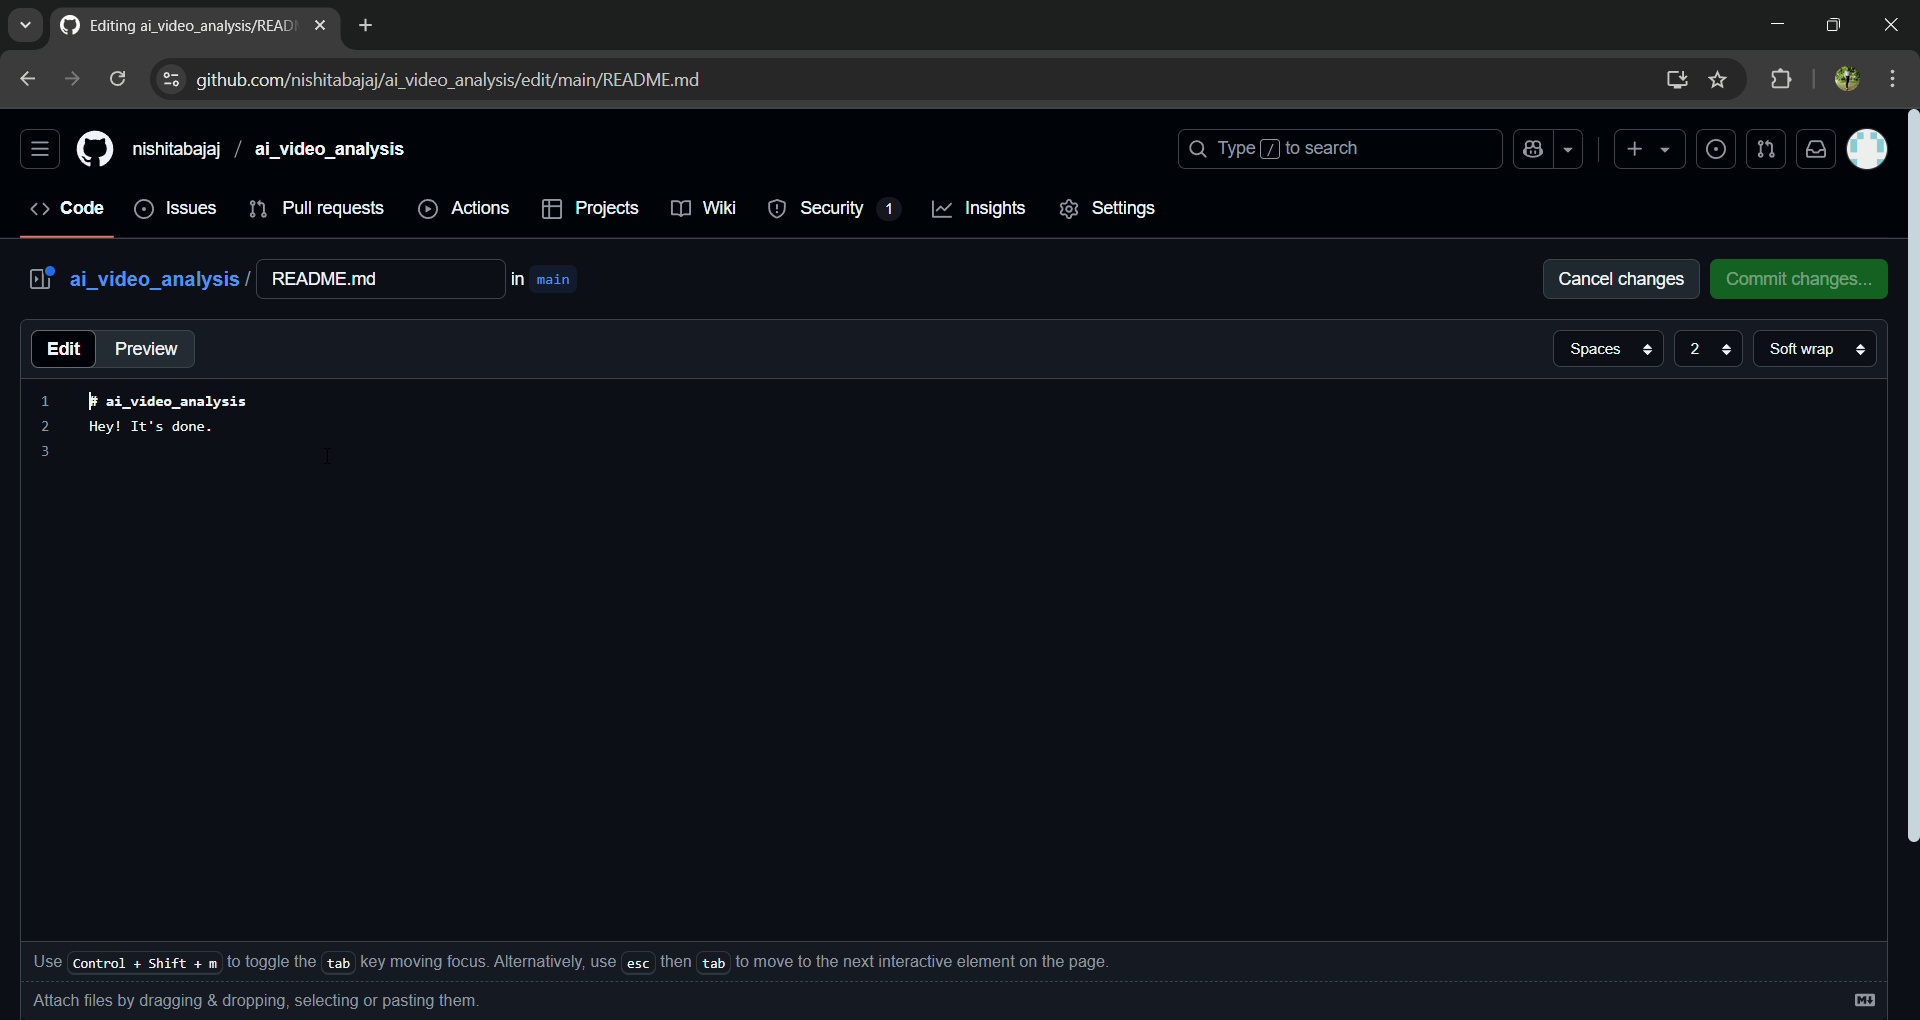 Editing ai_video_analysis/READ
github.com/nishitabajaj/ai_video_analysis/edit/main/README.md
nishitabajaj / ai_video_analysis
Type / to search
Code Issues Pull requests Actions Projects Wiki Security 1 Insights Settings
ai_video_analysis / README.md in main
Cancel changes Commit changes...
Edit Preview
Spaces 2 Soft wrap
1 # ai_video_analysis
2 Hey! It's done.
3
Use Control + Shift + m to toggle the tab key moving focus. Alternatively, use esc then tab to move to the next interactive element on the page.
Attach files by dragging & dropping, selecting or pasting them.